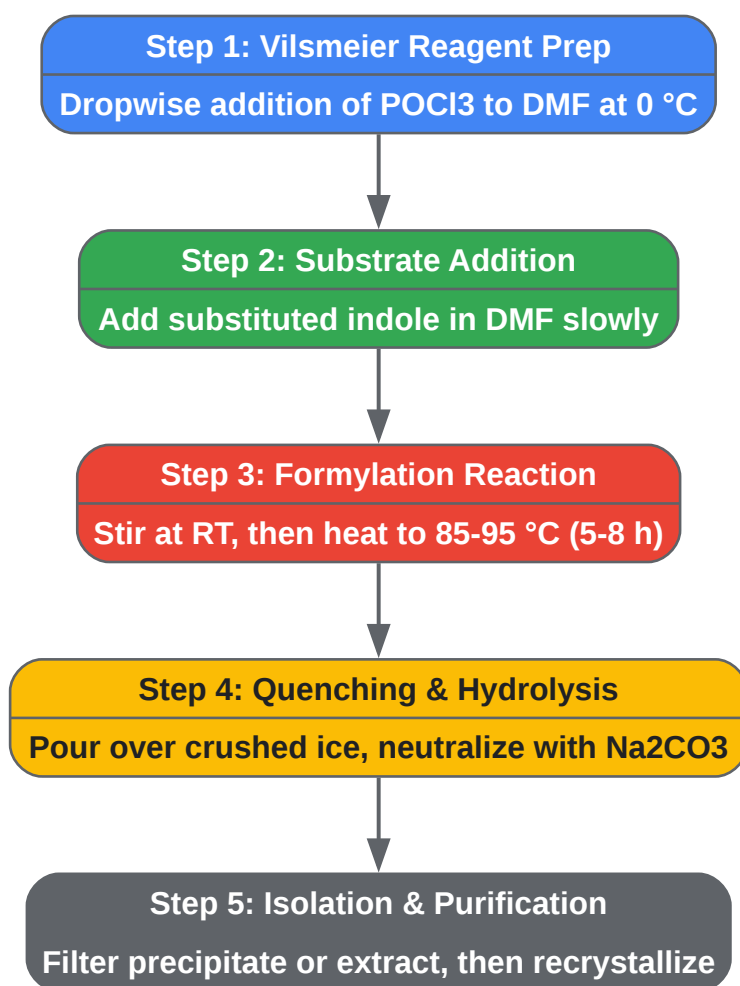 Step 1: Vilsmeier Reagent Prep
Dropwise addition of POCl3 to DMF at 0 °C
Step 2: Substrate Addition
Add substituted indole in DMF slowly
Step 3: Formylation Reaction
Stir at RT, then heat to 85-95 °C (5-8 h)
Step 4: Quenching & Hydrolysis
Pour over crushed ice, neutralize with Na2CO3
Step 5: Isolation & Purification
Filter precipitate or extract, then recrystallize